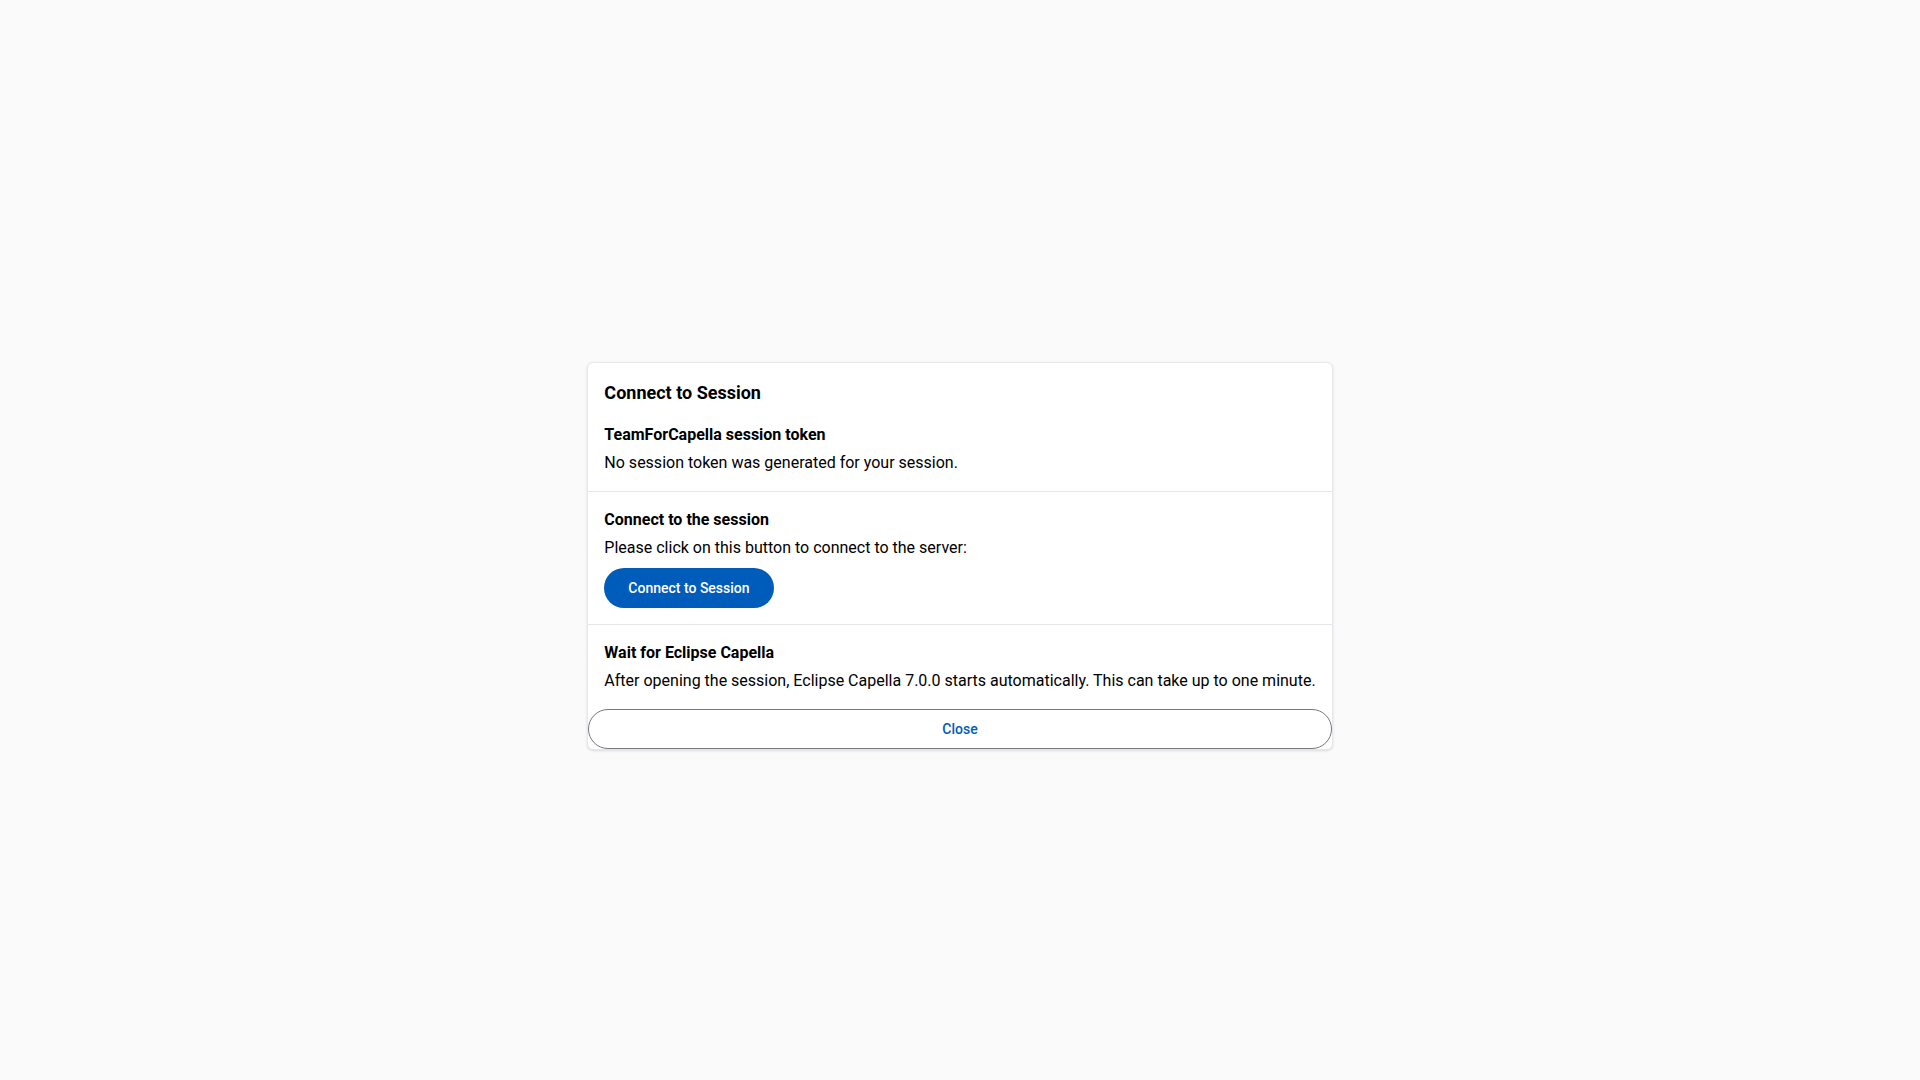 Connect to Session
TeamForCapella session token
No session token was generated for your session.
Connect to the session
Please click on this button to connect to the server:
Connect to Session
Wait for Eclipse Capella
After opening the session, Eclipse Capella 7.0.0 starts automatically. This can take up to one minute.
Close